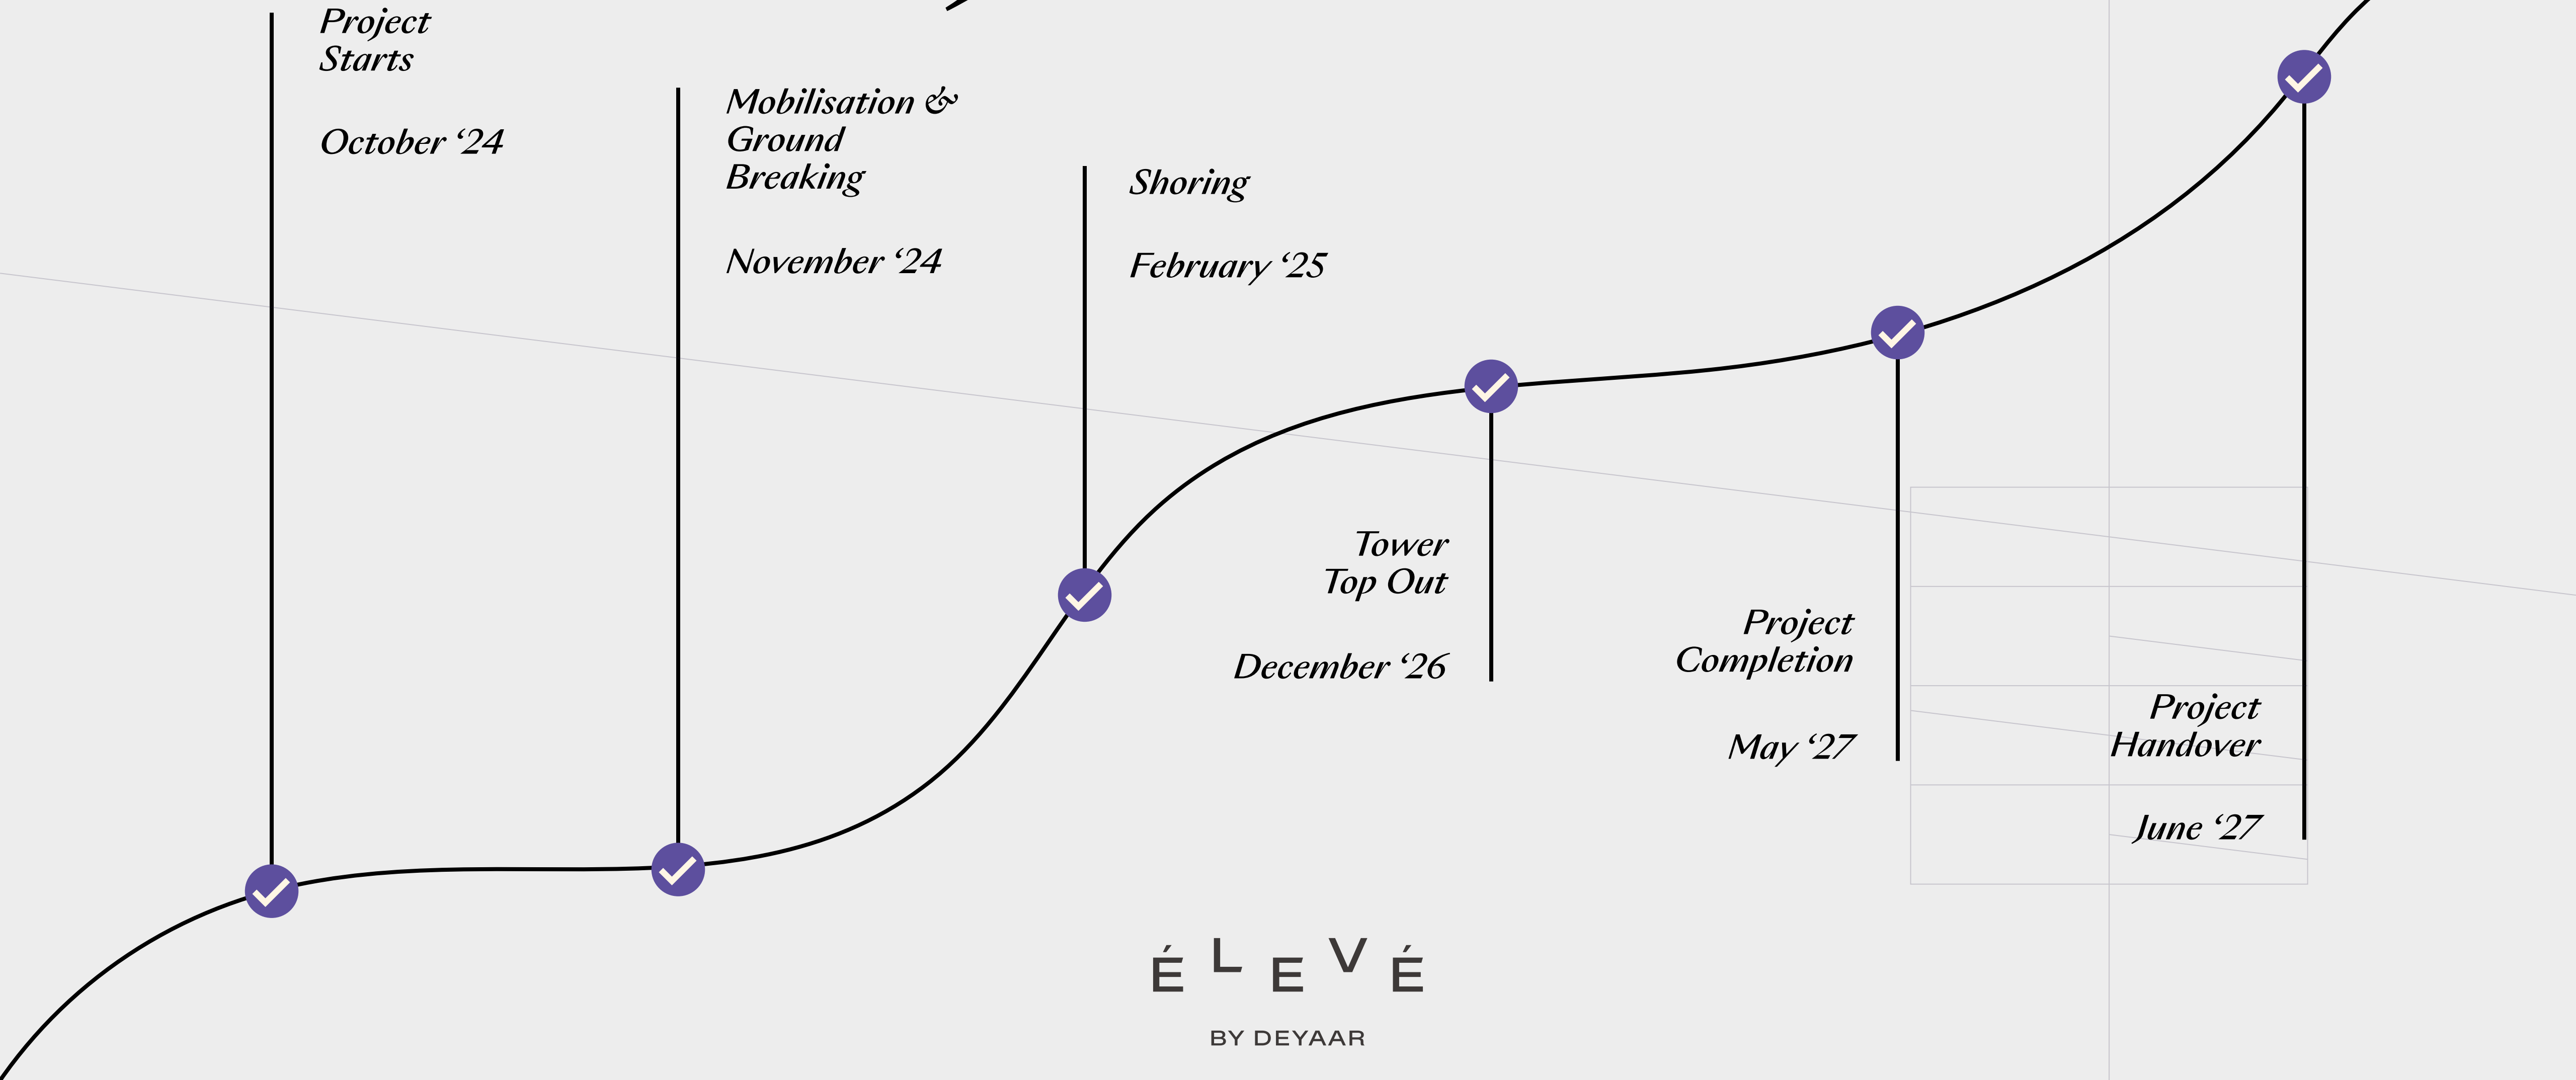 Project
Starts
October ‘24
Mobilisation &
Ground
Breaking
November ‘24
Shoring
February ‘25
Tower
Top Out
December ‘26
Project
Completion
May ‘27
Project
Handover
June ‘27
ÉLEVÉ
BY DEYAAR